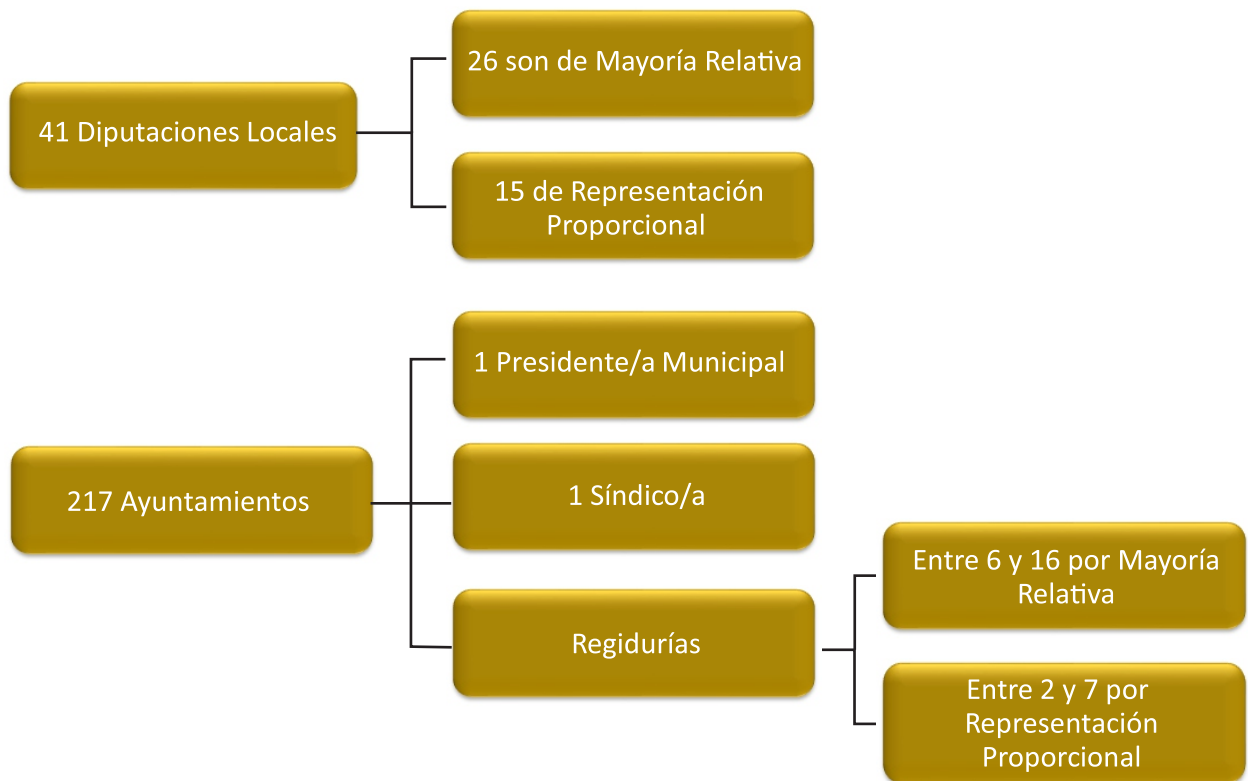 41 Diputaciones Locales
26 son de Mayoría Relativa
15 de Representación
Proporcional
217 Ayuntamientos
1 Presidente/a Municipal
1 Síndico/a
Regidurías
Entre 6 y 16 por Mayoría
Relativa
Entre 2 y 7 por
Representación
Proporcional